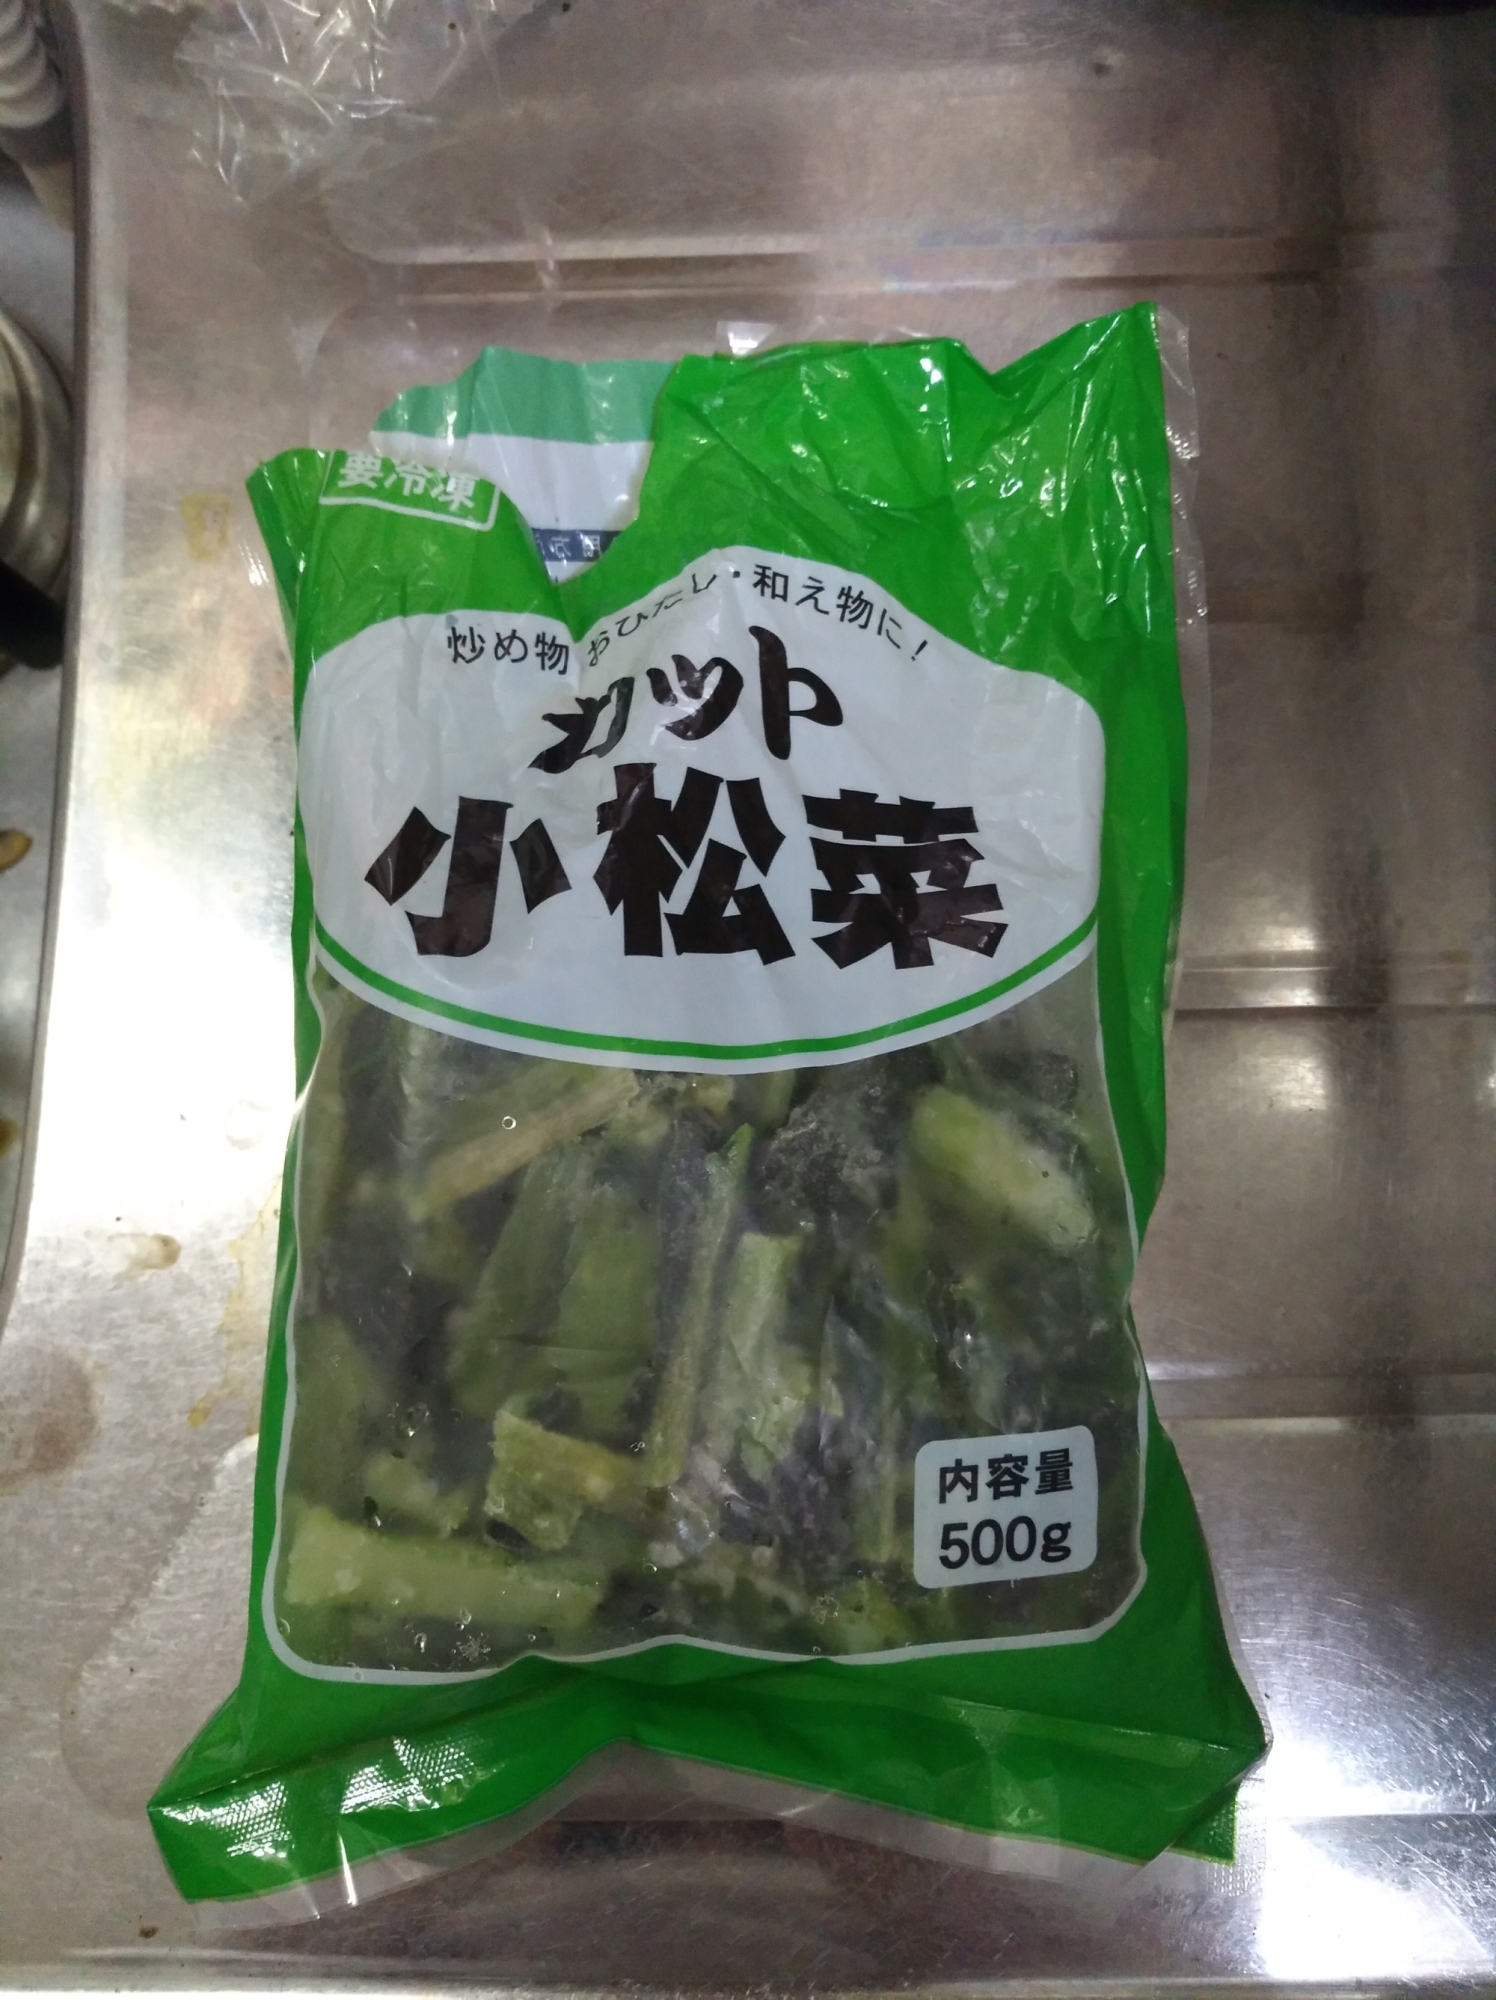 要冷凍
炒め物 おひたし・和え物に!
カット
小松菜
内容量
500g